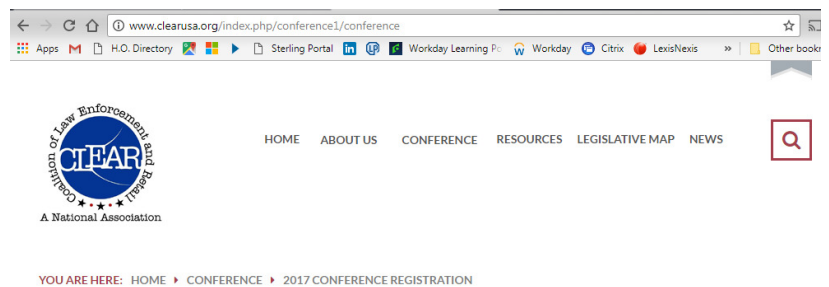 www.clearusa.org/index.php/conference1/conference
Apps H.O. Directory Sterling Portal Workday Learning Po Workday Citrix LexisNexis » Other bookr
Coalition of Law Enforcement and Retail
CLEAR
A National Association
HOME ABOUT US CONFERENCE RESOURCES LEGISLATIVE MAP NEWS
YOU ARE HERE: HOME CONFERENCE 2017 CONFERENCE REGISTRATION